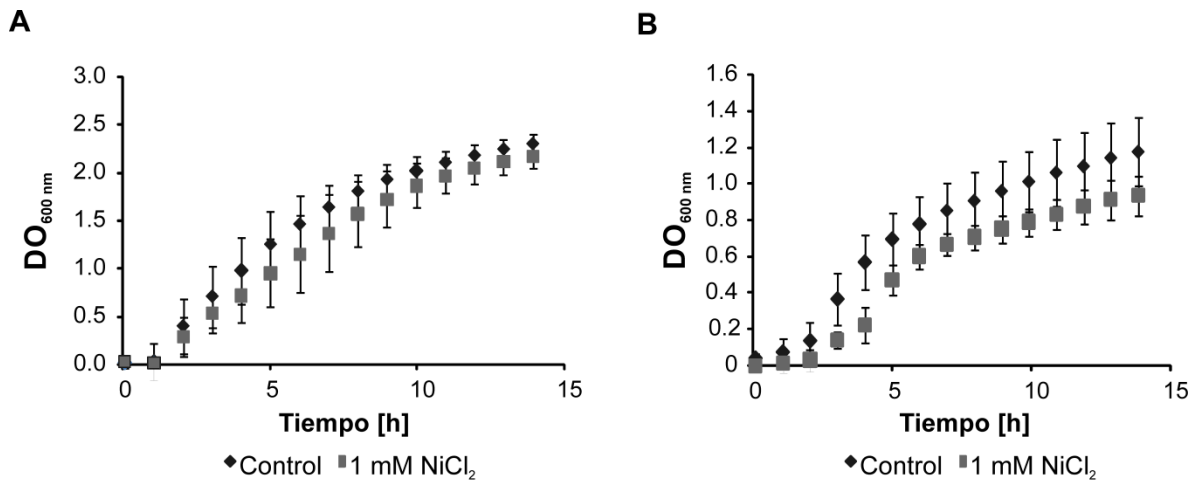 A
3.0
2.5
2.0
1.5
1.0
0.5
0.0
DO600 nm
0 5 10 15
Tiempo [h]
◆Control ■1 mM NiCl2
B
1.6
1.4
1.2
1.0
0.8
0.6
0.4
0.2
0
DO600 nm
0 5 10 15
Tiempo [h]
◆Control ■1 mM NiCl2